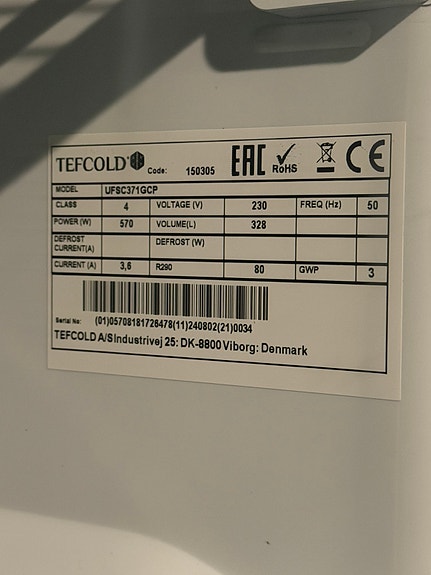 TEFCOLD Code: 150305 EAC RoHS CE
MODEL UFSC371GCP
CLASS 4 VOLTAGE (V) 230 FREQ (Hz) 50
POWER (W) 570 VOLUME(L) 328
DEFROST CURRENT(A) DEFROST (W)
CURRENT (A) 3,5 R290 80 GWP 3
Serial No: (01)05708181728478(11)240802(21)0034
TEFCOLD A/S Industrivej 25: DK-8800 Viborg: Denmark